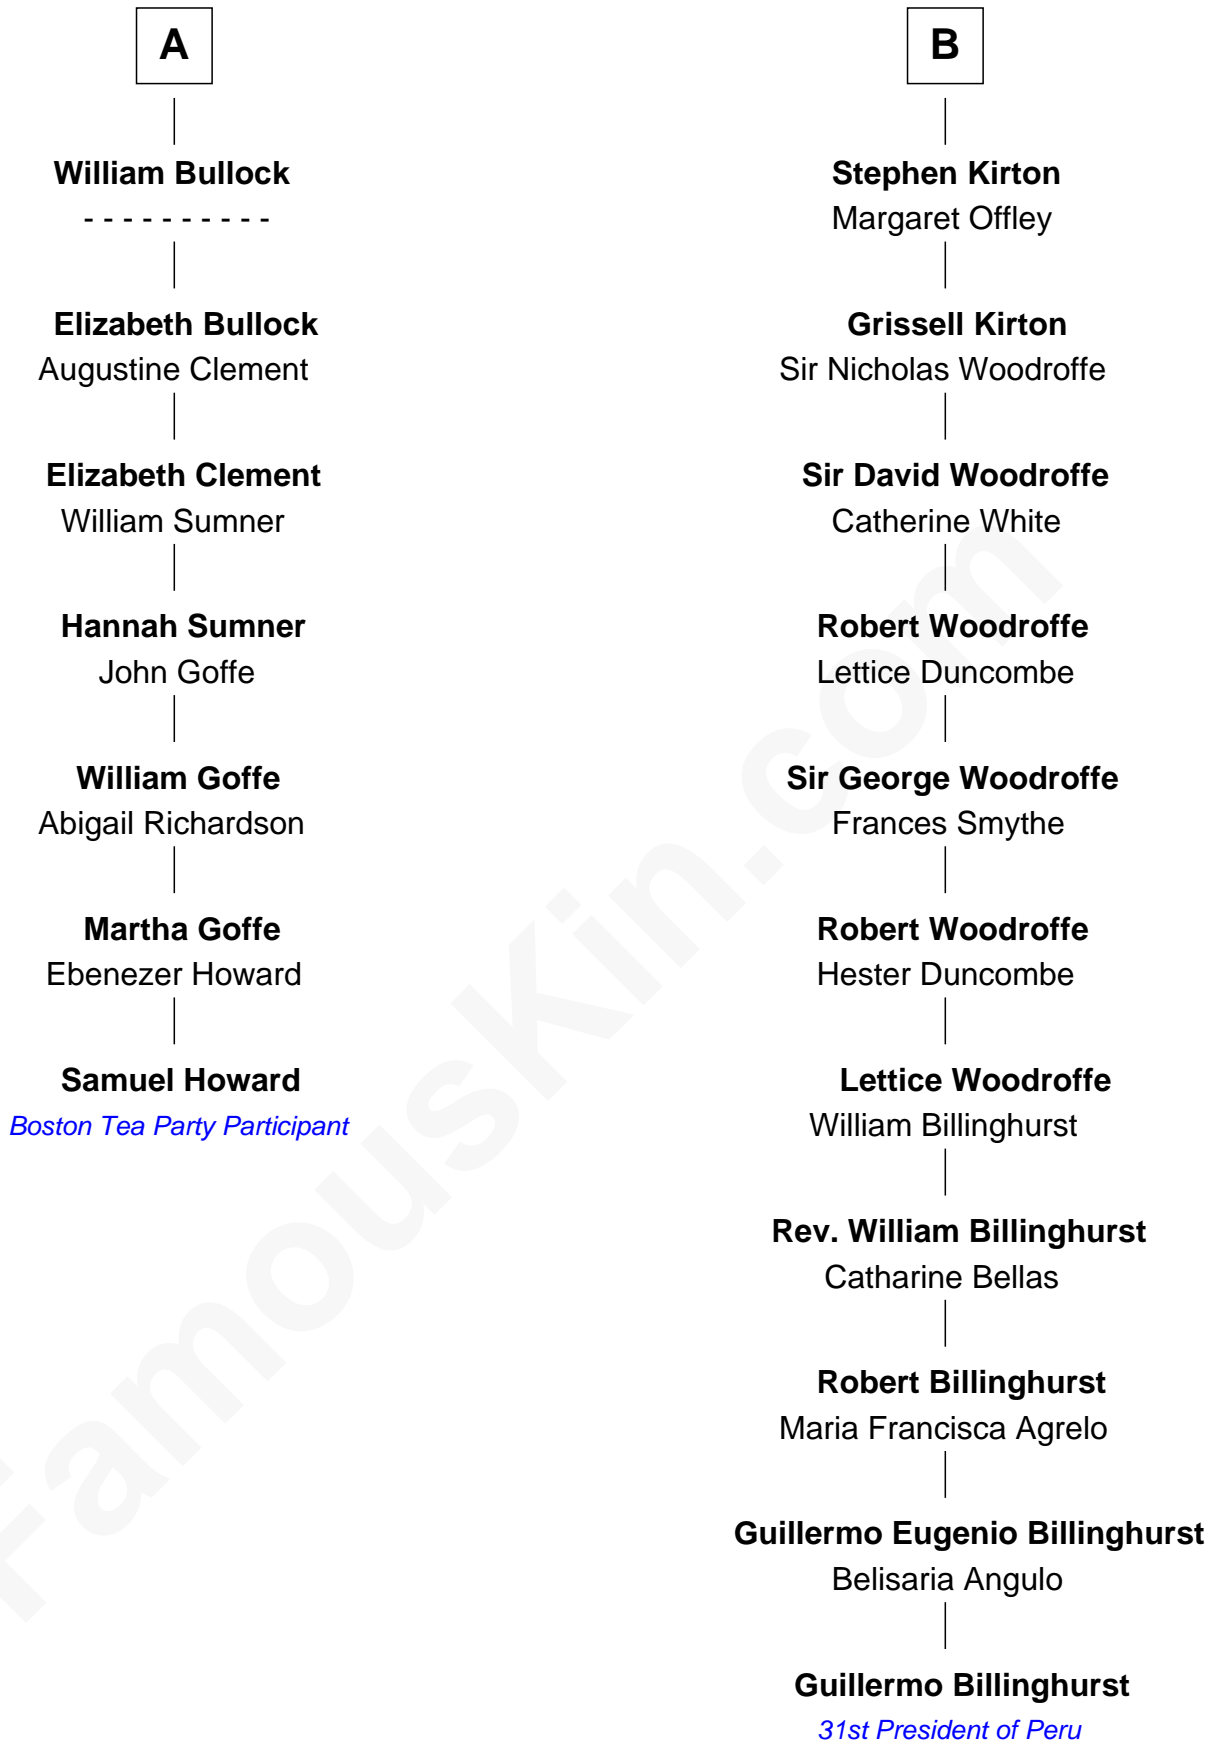 A
William Bullock
- - - - - - - - - -
Elizabeth Bullock
Augustine Clement
Elizabeth Clement
William Sumner
Hannah Sumner
John Goffe
William Goffe
Abigail Richardson
Martha Goffe
Ebenezer Howard
Samuel Howard
Boston Tea Party Participant
B
Stephen Kirton
Margaret Offley
Grissell Kirton
Sir Nicholas Woodroffe
Sir David Woodroffe
Catherine White
Robert Woodroffe
Lettice Duncombe
Sir George Woodroffe
Frances Smythe
Robert Woodroffe
Hester Duncombe
Lettice Woodroffe
William Billinghurst
Rev. William Billinghurst
Catharine Bellas
Robert Billinghurst
Maria Francisca Agrelo
Guillermo Eugenio Billinghurst
Belisaria Angulo
Guillermo Billinghurst
31st President of Peru
FamousKin.com